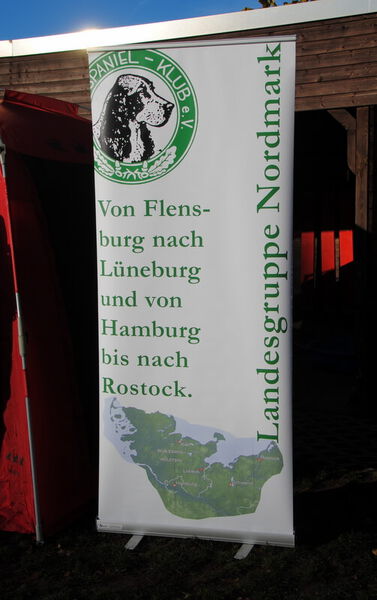 SPANIEL - KLUB e.V.
Von Flens-
burg nach
Lüneburg
und von
Hamburg
bis nach
Rostock.
Landesgruppe Nordmark